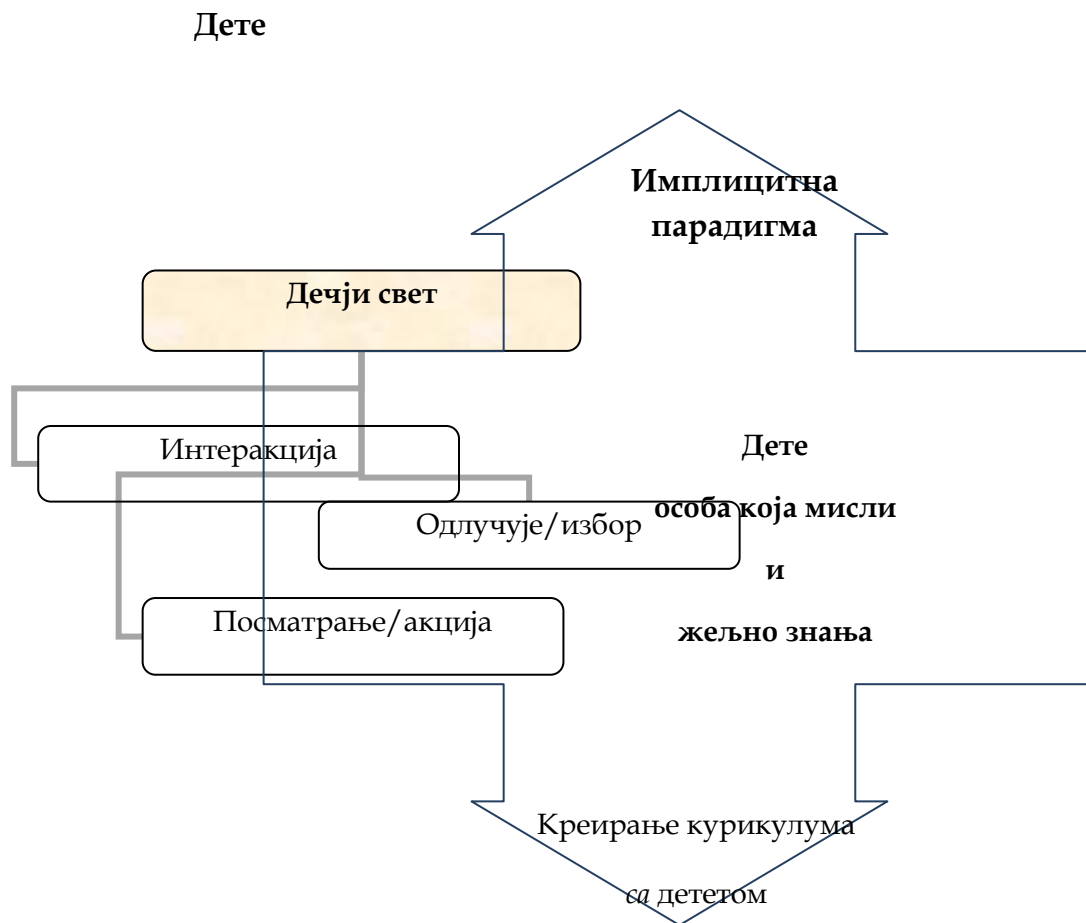 Дете
Имплицитна
парадигма
Дечји свет
Интеракција
Одлучује/избор
Посматрање/акција
Дете
особа која мисли
и
жељно знања
Креирање курикулума
са дететом